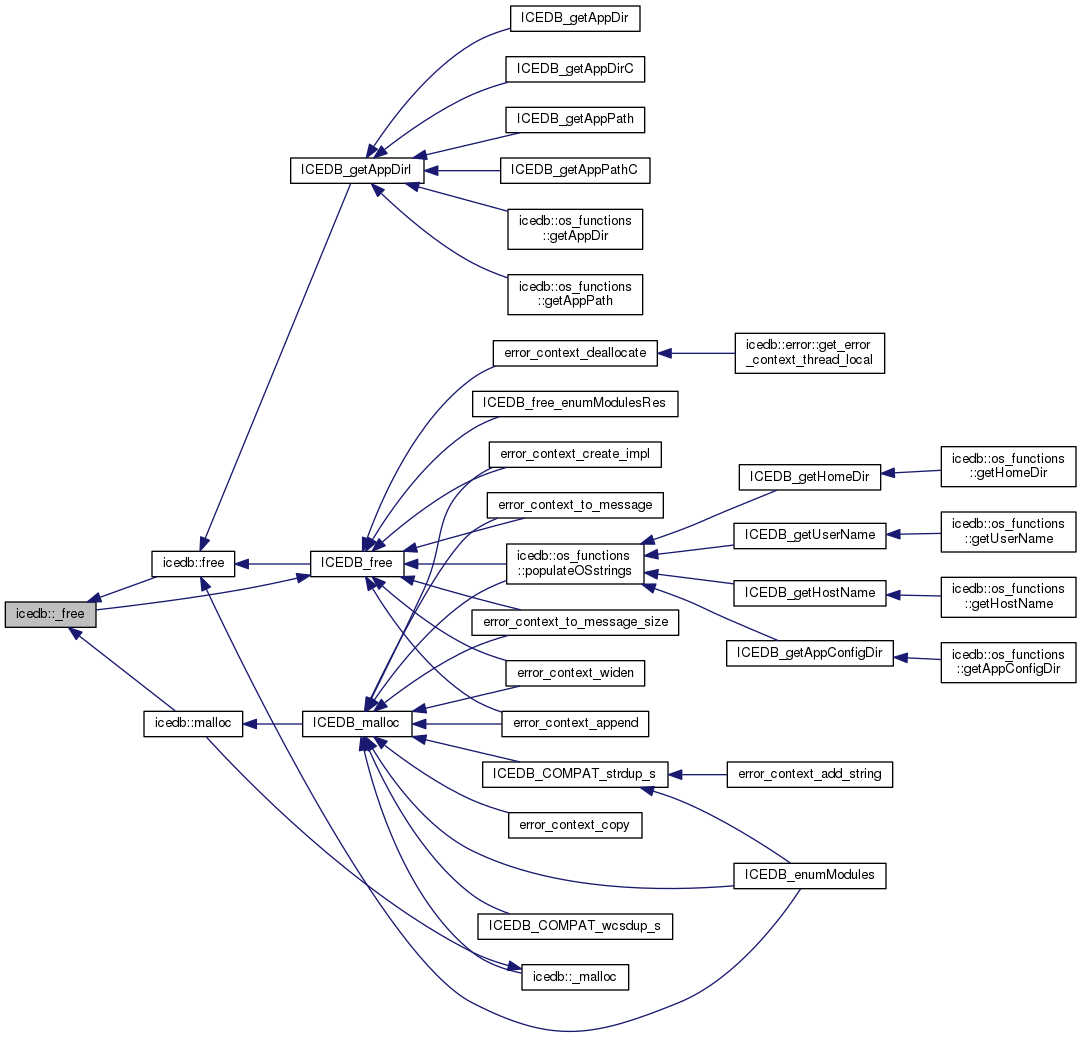 ICEDB_getAppDir
ICEDB_getAppDirC
ICEDB_getAppPath
ICEDB_getAppDirI
ICEDB_getAppPathC
icedb::os_functions
::getAppDir
icedb::os_functions
::getAppPath
error_context_deallocate
icedb::error::get_error
_context_thread_local
ICEDB_free_enumModulesRes
error_context_create_impl
ICEDB_getHomeDir
icedb::os_functions
::getHomeDir
error_context_to_message
icedb::free
ICEDB_free
icedb::os_functions
::populateOSstrings
ICEDB_getUserName
icedb::os_functions
::getUserName
ICEDB_getHostName
icedb::os_functions
::getHostName
icedb::_free
error_context_to_message_size
ICEDB_getAppConfigDir
icedb::os_functions
::getAppConfigDir
error_context_widen
icedb::malloc
ICEDB_malloc
error_context_append
ICEDB_COMPAT_strdup_s
error_context_add_string
error_context_copy
ICEDB_enumModules
ICEDB_COMPAT_wcsdup_s
icedb::_malloc